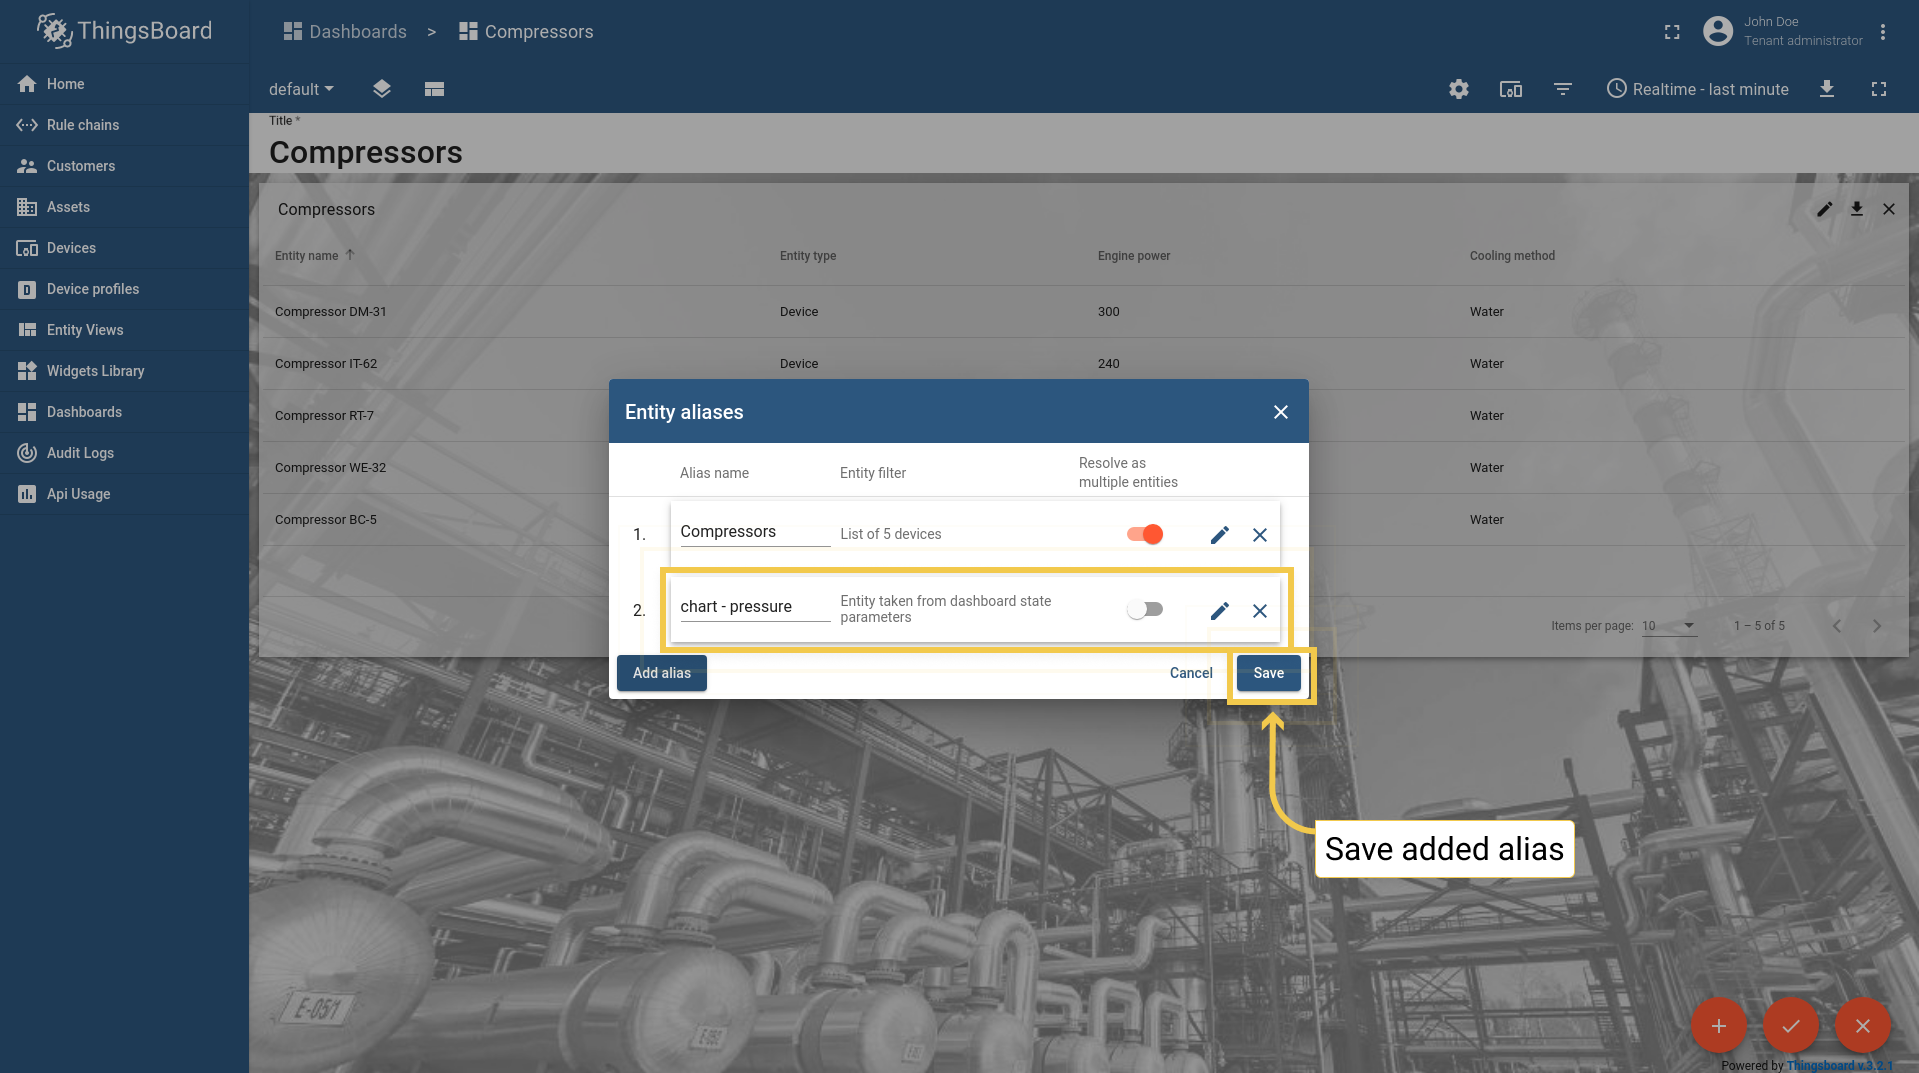 ThingsBoard
Dashboards > Compressors
John Doe
Tenant administrator
Home
Rule chains
Customers
Assets
Devices
Device profiles
Entity Views
Widgets Library
Dashboards
Audit Logs
Api Usage
default
Realtime - last minute
Title *
Compressors
Compressors
Entity name Entity type Engine power Cooling method
Compressor DM-31 Device 300 Water
Compressor IT-62 Device 240 Water
Compressor RT-7 Water
Compressor WE-32 Water
Compressor BC-5 Water
Items per page: 10 1 – 5 of 5
Entity aliases
Alias name Entity filter Resolve as
multiple entities
1. Compressors List of 5 devices
2. chart - pressure Entity taken from dashboard state
parameters
Add alias Cancel Save
Save added alias
E-05/1
Powered by Thingsboard v.3.2.1